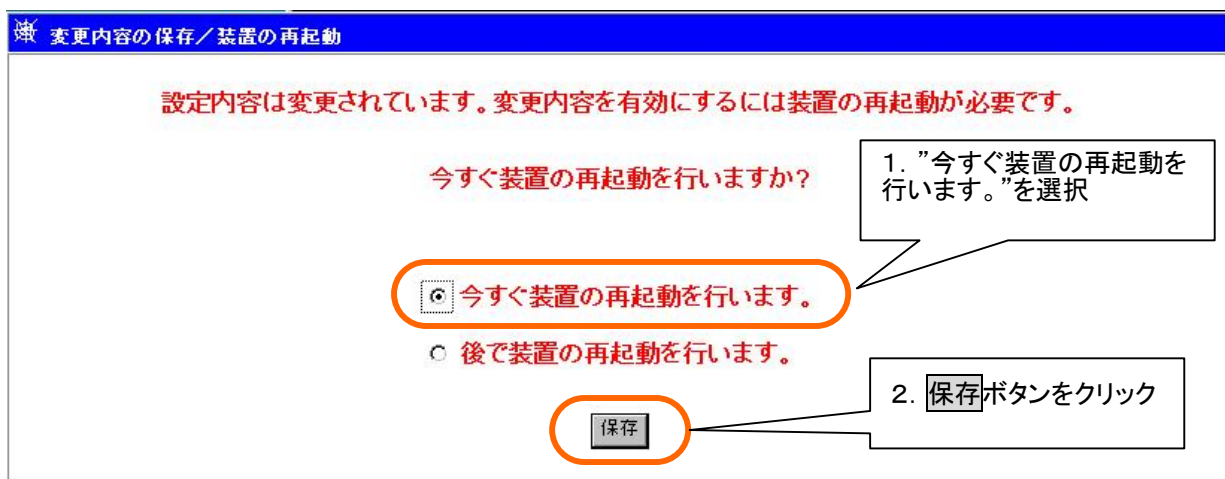 変更内容の保存／装置の再起動
設定内容は変更されています。変更内容を有効にするには装置の再起動が必要です。
今すぐ装置の再起動を行いますか?
1．”今すぐ装置の再起動を
行います。”を選択
今すぐ装置の再起動を行います。
後で装置の再起動を行います。
2．保存ボタンをクリック
保存